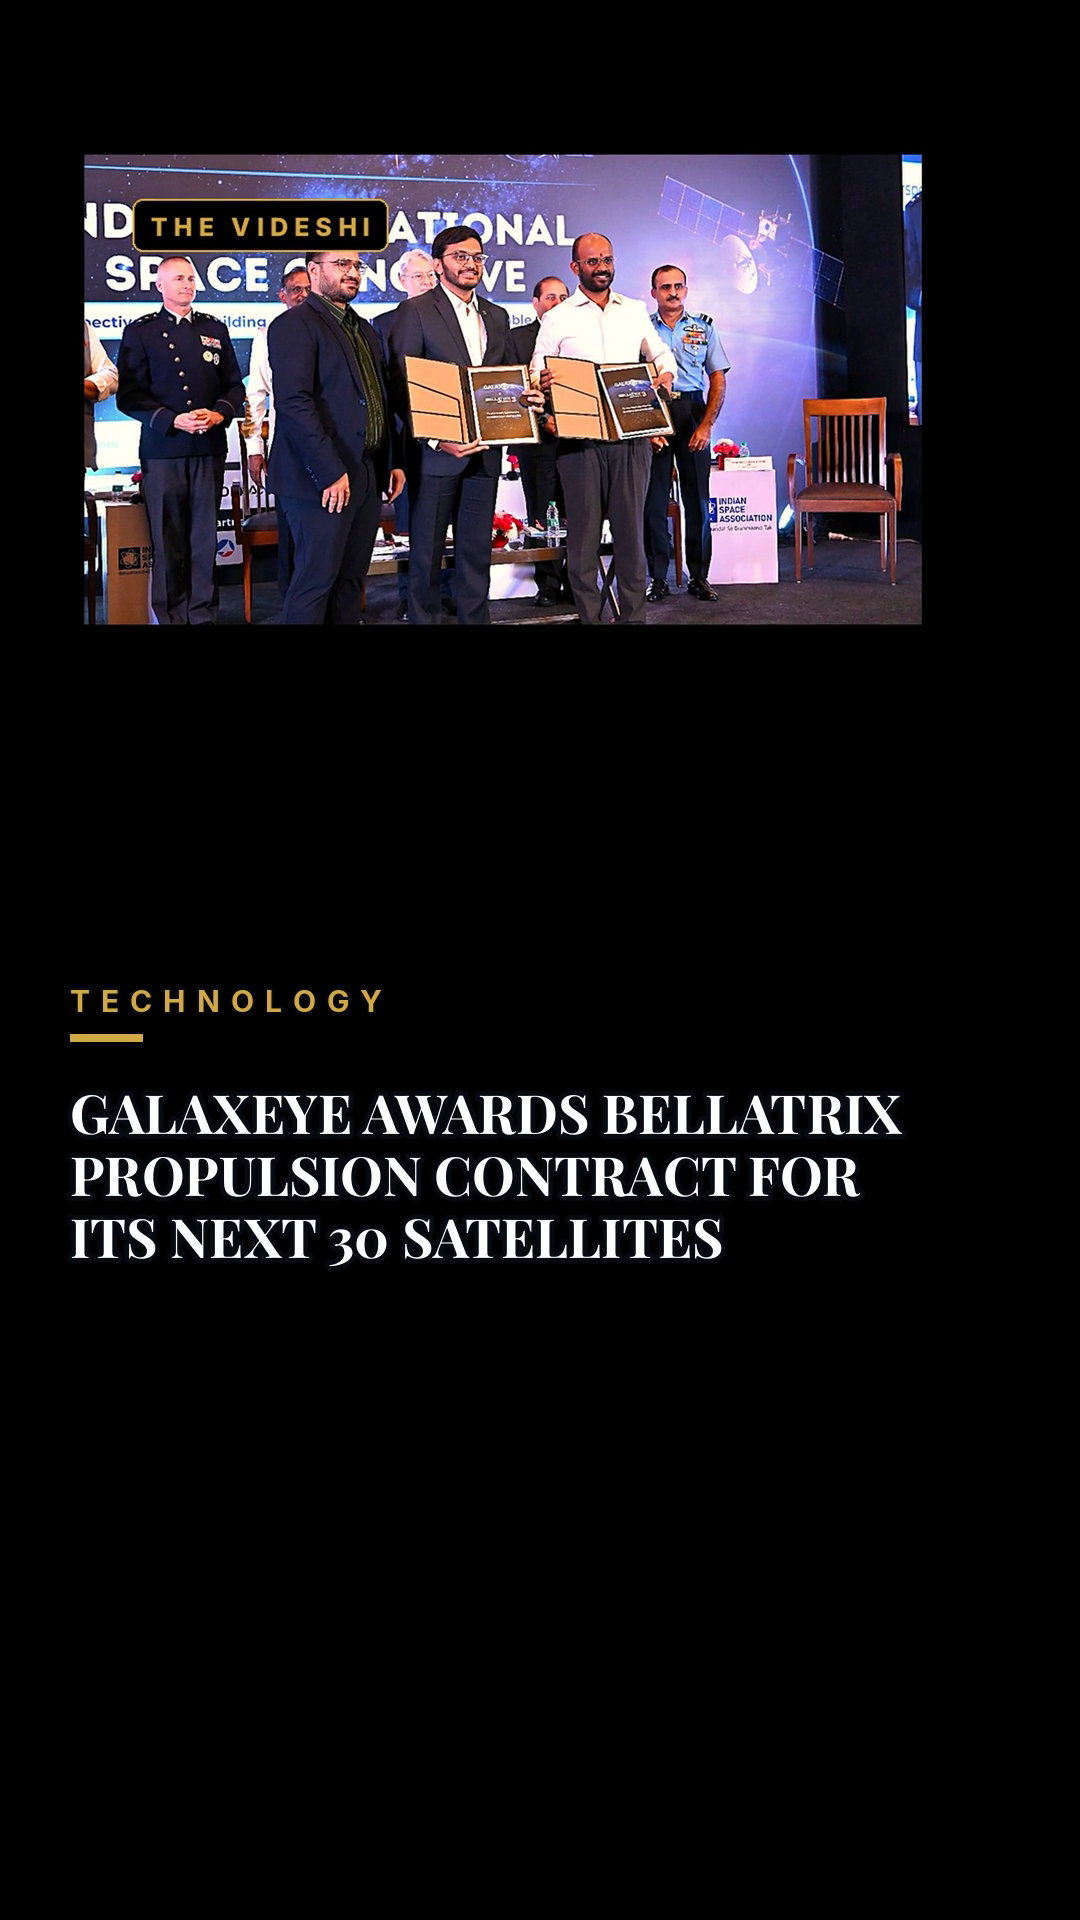 THE VIDESHI
SPACE
INDIAN
SPACE
ASSOCIATION
TECHNOLOGY
GALAXEYE AWARDS BELLATRIX
PROPULSION CONTRACT FOR
ITS NEXT 30 SATELLITES